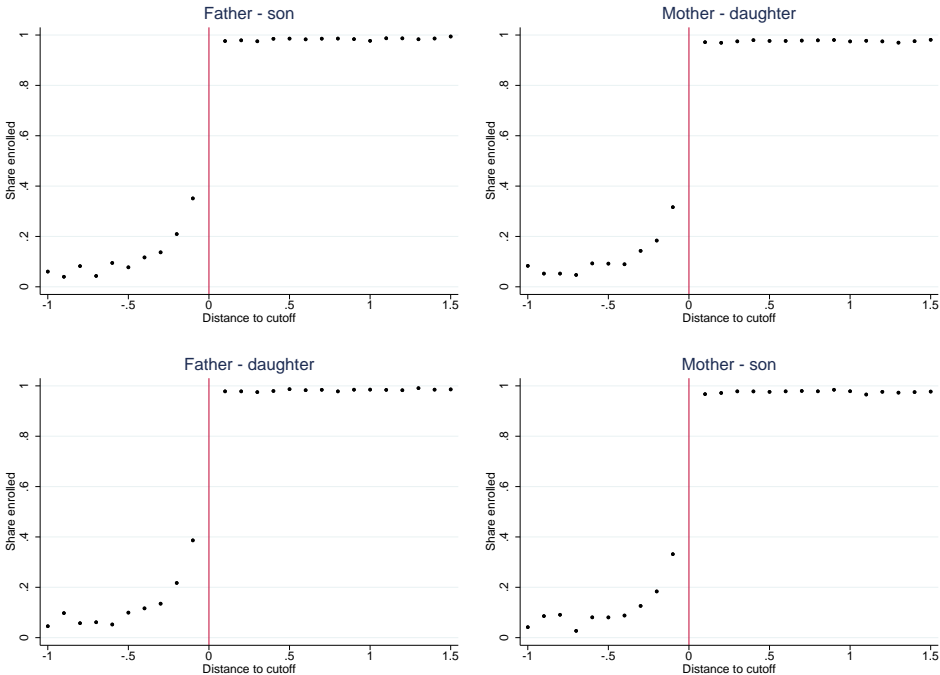 Father - son
Share enrolled
0 .2 .4 .6 .8 1
-1 -.5 0 .5 1 1.5
Distance to cutoff
Mother - daughter
Share enrolled
0 .2 .4 .6 .8 1
-1 -.5 0 .5 1 1.5
Distance to cutoff
Father - daughter
Share enrolled
0 .2 .4 .6 .8 1
-1 -.5 0 .5 1 1.5
Distance to cutoff
Mother - son
Share enrolled
0 .2 .4 .6 .8 1
-1 -.5 0 .5 1 1.5
Distance to cutoff